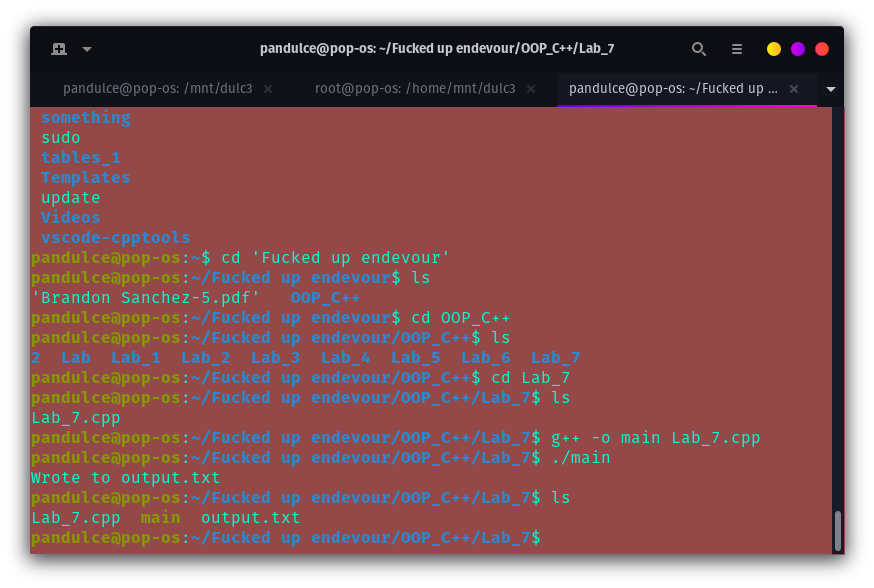 pandulce@pop-os: ~/Fucked up endevour/OOP_C++/Lab_7
pandulce@pop-os: /mnt/dulc3
root@pop-os: /home/mnt/dulc3
pandulce@pop-os: ~/Fucked up ...
something
sudo
tables_1
Templates
update
Videos
vscode-cpptools
pandulce@pop-os:~$ cd 'Fucked up endevour'
pandulce@pop-os:~/Fucked up endevour$ ls
'Brandon Sanchez-5.pdf'   OOP_C++
pandulce@pop-os:~/Fucked up endevour$ cd OOP_C++
pandulce@pop-os:~/Fucked up endevour/OOP_C++$ ls
2  Lab  Lab_1  Lab_2  Lab_3  Lab_4  Lab_5  Lab_6  Lab_7
pandulce@pop-os:~/Fucked up endevour/OOP_C++$ cd Lab_7
pandulce@pop-os:~/Fucked up endevour/OOP_C++/Lab_7$ ls
Lab_7.cpp
pandulce@pop-os:~/Fucked up endevour/OOP_C++/Lab_7$ g++ -o main Lab_7.cpp
pandulce@pop-os:~/Fucked up endevour/OOP_C++/Lab_7$ ./main
Wrote to output.txt
pandulce@pop-os:~/Fucked up endevour/OOP_C++/Lab_7$ ls
Lab_7.cpp  main  output.txt
pandulce@pop-os:~/Fucked up endevour/OOP_C++/Lab_7$